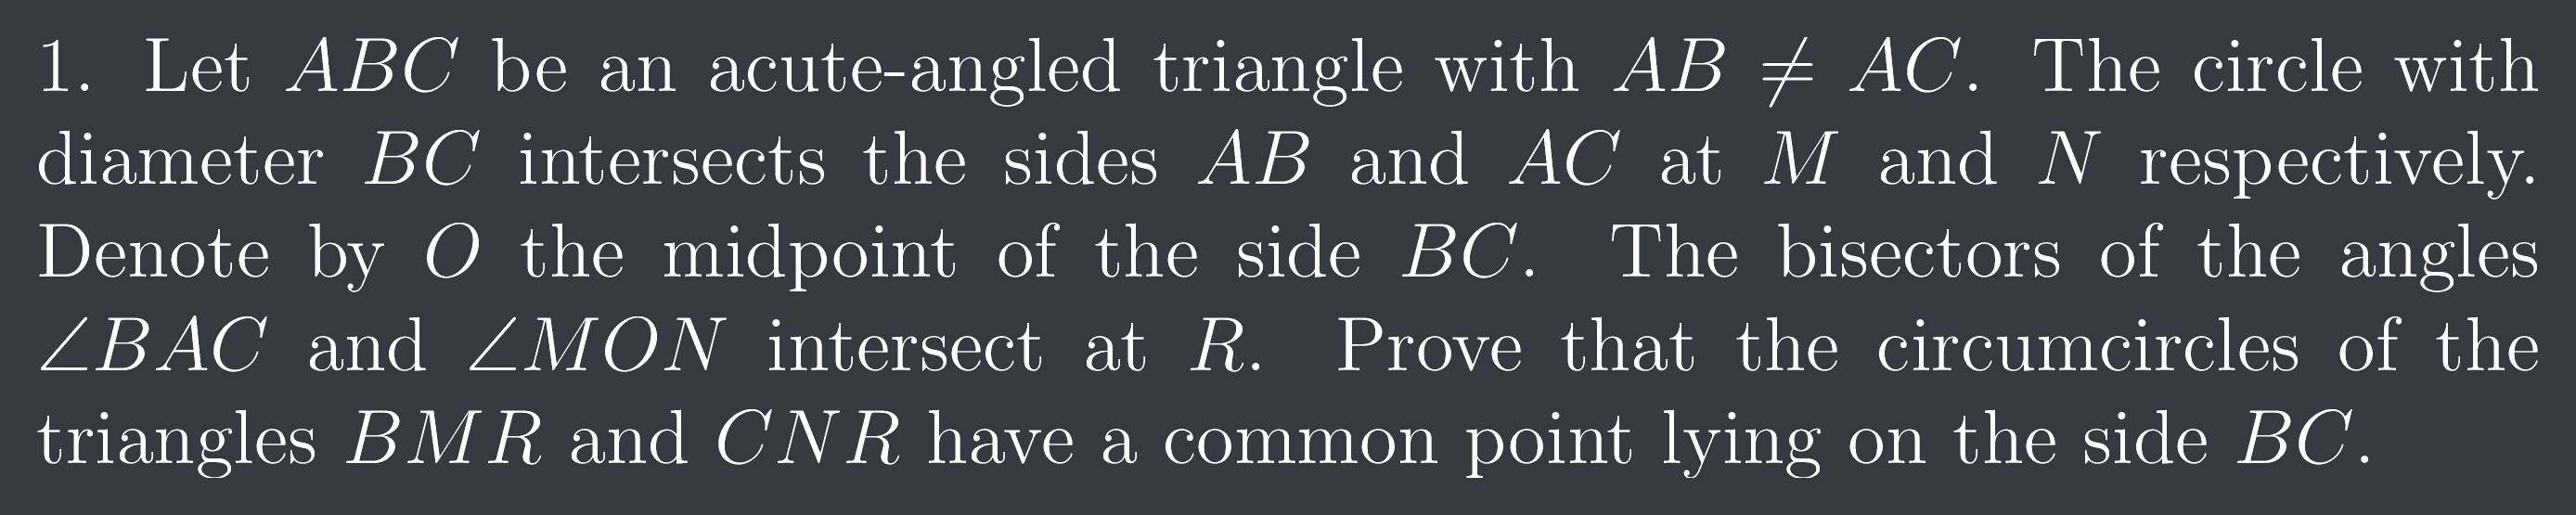 1. Let ABC be an acute-angled triangle with AB ≠ AC. The circle with
diameter BC intersects the sides AB and AC at M and N respectively.
Denote by O the midpoint of the side BC. The bisectors of the angles
∠BAC and ∠MON intersect at R. Prove that the circumcircles of the
triangles BMR and CNR have a common point lying on the side BC.